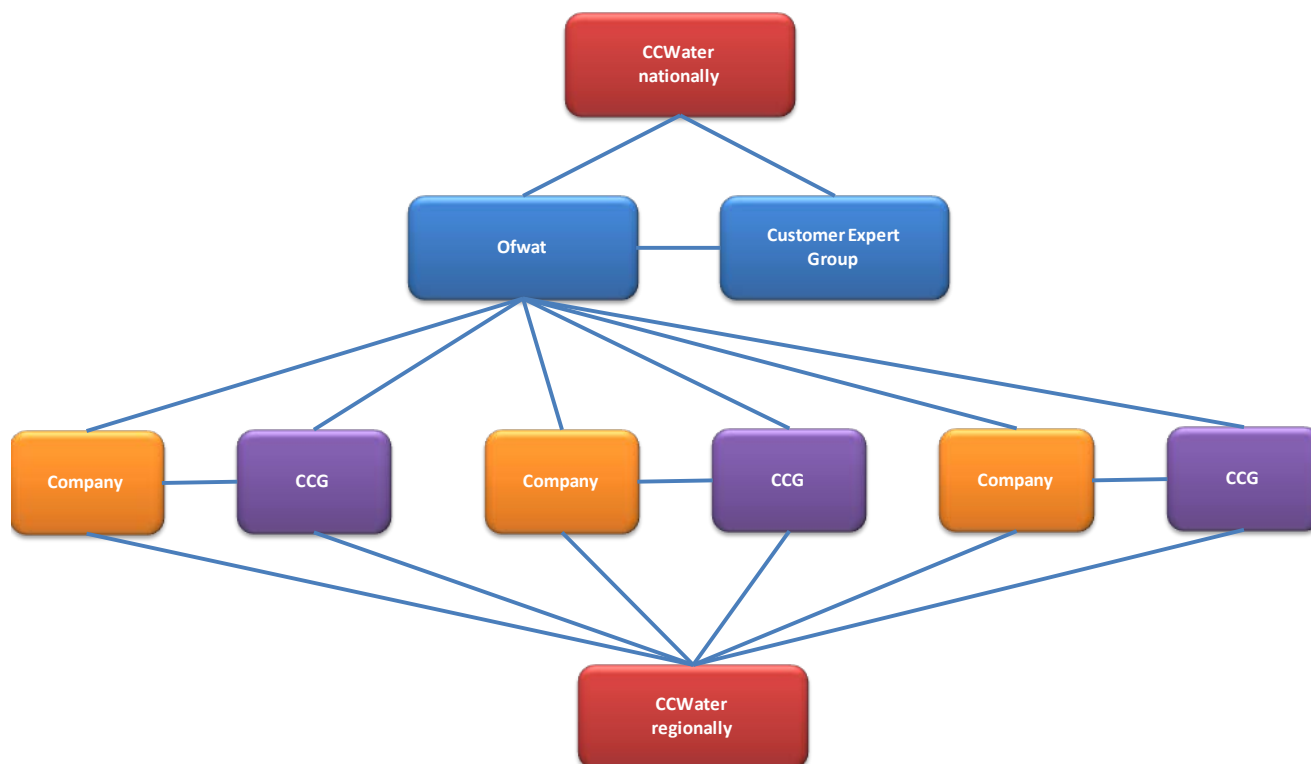 CCWater
nationally
Ofwat
Customer Expert
Group
Company
CCG
Company
CCG
Company
CCG
CCWater
regionally